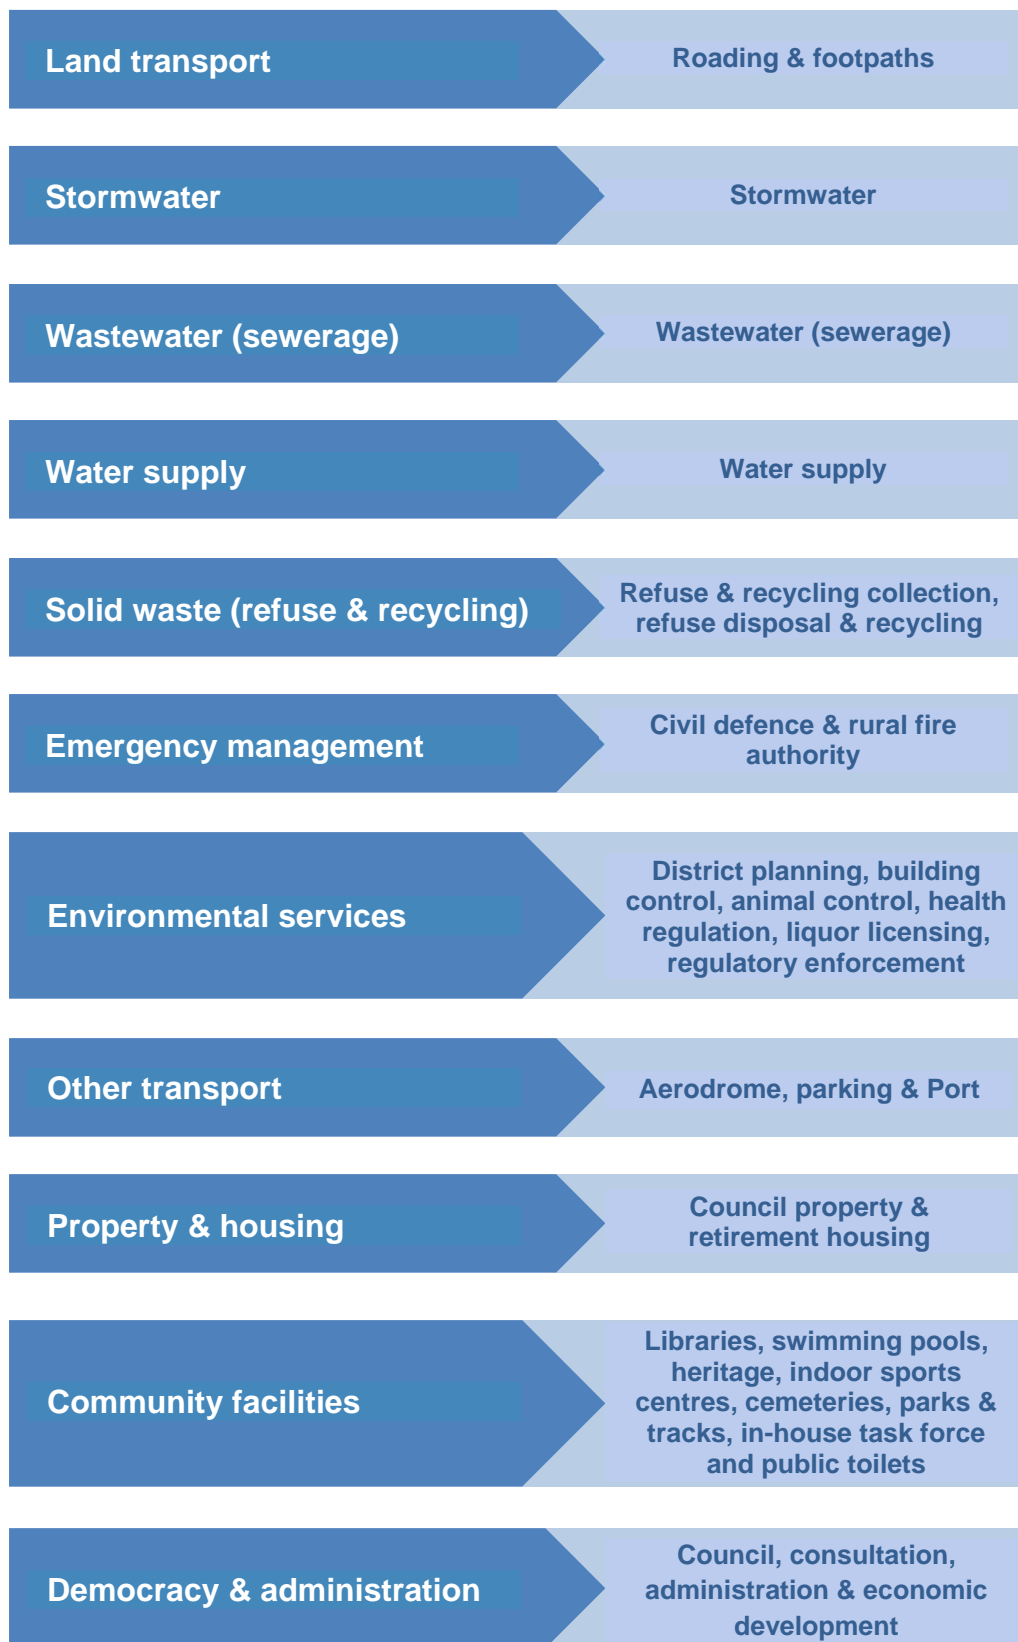 Land transport
Roading & footpaths
Stormwater
Stormwater
Wastewater (sewerage)
Wastewater (sewerage)
Water supply
Water supply
Solid waste (refuse & recycling)
Refuse & recycling collection,
refuse disposal & recycling
Emergency management
Civil defence & rural fire
authority
Environmental services
District planning, building
control, animal control, health
regulation, liquor licensing,
regulatory enforcement
Other transport
Aerodrome, parking & Port
Property & housing
Council property &
retirement housing
Community facilities
Libraries, swimming pools,
heritage, indoor sports
centres, cemeteries, parks &
tracks, in-house task force
and public toilets
Democracy & administration
Council, consultation,
administration & economic
development